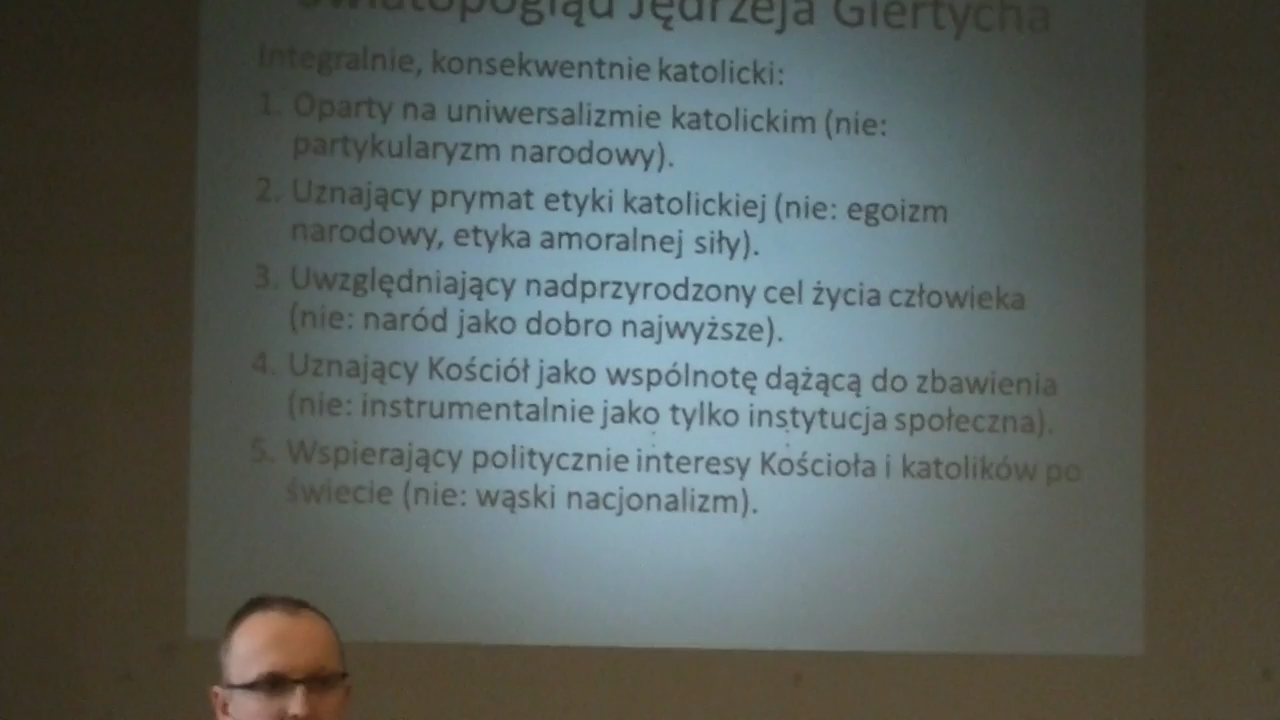 Światopogląd Jędrzeja Giertycha
Integralnie, konsekwentnie katolicki:
1. Oparty na uniwersalizmie katolickim (nie:
partykularyzm narodowy).
2. Uznający prymat etyki katolickiej (nie: egoizm
narodowy, etyka amoralnej siły).
3. Uwzględniający nadprzyrodzony cel życia człowieka
(nie: naród jako dobro najwyższe).
4. Uznający Kościół jako wspólnotę dążącą do zbawienia
(nie: instrumentalnie jako tylko instytucja społeczna).
5. Wspierający politycznie interesy Kościoła i katolików po
świecie (nie: wąski nacjonalizm).